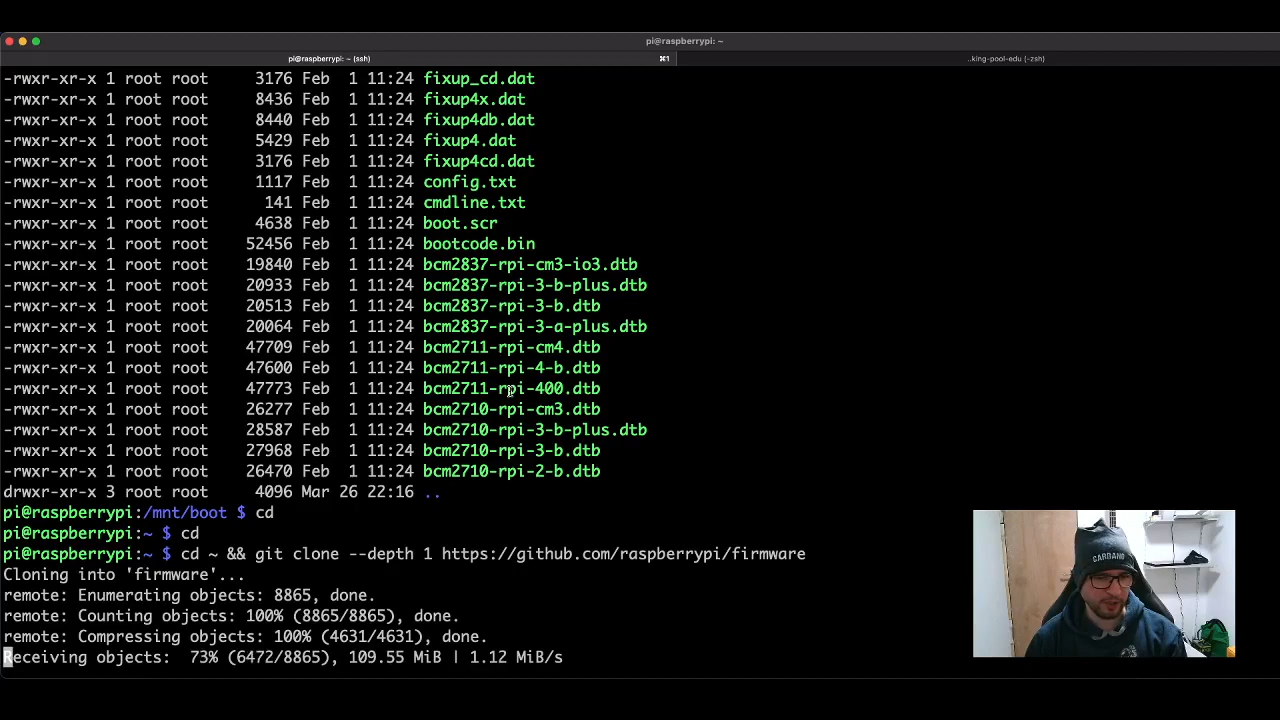 pi@raspberrypi: ~
pi@raspberrypi: ~ (ssh) ⌘1 ..king-pool-edu (-zsh)
-rwxr-xr-x 1 root root 3176 Feb 1 11:24 fixup_cd.dat
-rwxr-xr-x 1 root root 8436 Feb 1 11:24 fixup4x.dat
-rwxr-xr-x 1 root root 8440 Feb 1 11:24 fixup4db.dat
-rwxr-xr-x 1 root root 5429 Feb 1 11:24 fixup4.dat
-rwxr-xr-x 1 root root 3176 Feb 1 11:24 fixup4cd.dat
-rwxr-xr-x 1 root root 1117 Feb 1 11:24 config.txt
-rwxr-xr-x 1 root root 141 Feb 1 11:24 cmdline.txt
-rwxr-xr-x 1 root root 4638 Feb 1 11:24 boot.scr
-rwxr-xr-x 1 root root 52456 Feb 1 11:24 bootcode.bin
-rwxr-xr-x 1 root root 19840 Feb 1 11:24 bcm2837-rpi-cm3-io3.dtb
-rwxr-xr-x 1 root root 20933 Feb 1 11:24 bcm2837-rpi-3-b-plus.dtb
-rwxr-xr-x 1 root root 20513 Feb 1 11:24 bcm2837-rpi-3-b.dtb
-rwxr-xr-x 1 root root 20064 Feb 1 11:24 bcm2837-rpi-3-a-plus.dtb
-rwxr-xr-x 1 root root 47709 Feb 1 11:24 bcm2711-rpi-cm4.dtb
-rwxr-xr-x 1 root root 47600 Feb 1 11:24 bcm2711-rpi-4-b.dtb
-rwxr-xr-x 1 root root 47773 Feb 1 11:24 bcm2711-rpi-400.dtb
-rwxr-xr-x 1 root root 26277 Feb 1 11:24 bcm2710-rpi-cm3.dtb
-rwxr-xr-x 1 root root 28587 Feb 1 11:24 bcm2710-rpi-3-b-plus.dtb
-rwxr-xr-x 1 root root 27968 Feb 1 11:24 bcm2710-rpi-3-b.dtb
-rwxr-xr-x 1 root root 26470 Feb 1 11:24 bcm2710-rpi-2-b.dtb
drwxr-xr-x 3 root root 4096 Mar 26 22:16 ..
pi@raspberrypi:/mnt/boot $ cd
pi@raspberrypi:~ $ cd
pi@raspberrypi:~ $ cd ~ && git clone --depth 1 https://github.com/raspberrypi/firmware
Cloning into 'firmware'...
remote: Enumerating objects: 8865, done.
remote: Counting objects: 100% (8865/8865), done.
remote: Compressing objects: 100% (4631/4631), done.
Receiving objects: 73% (6472/8865), 109.55 MiB | 1.12 MiB/s
GARBANO